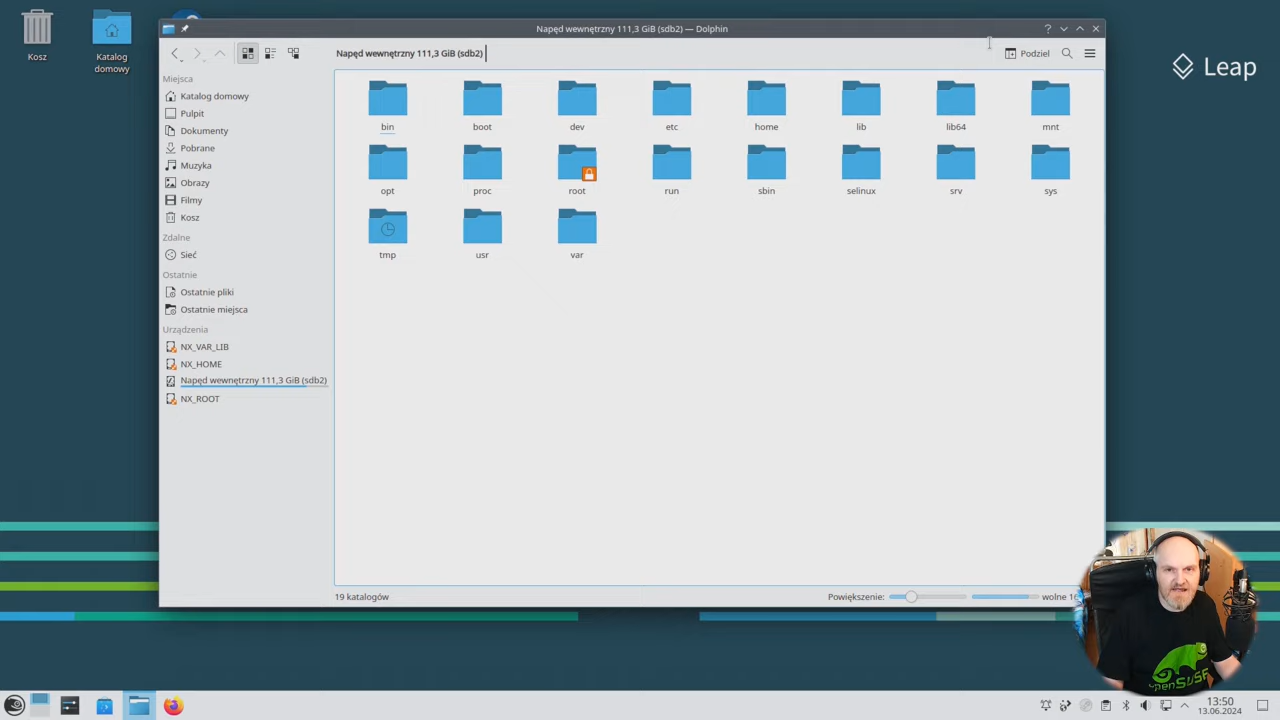 Kosz
Katalog
domowy
Napęd wewnętrzny 111,3 GiB (sdb2) — Dolphin
Napęd wewnętrzny 111,3 GiB (sdb2)
Podziel
Leap
Miejsca
Katalog domowy
Pulpit
Dokumenty
Pobrane
Muzyka
Obrazy
Filmy
Kosz
Zdalne
Sieć
Ostatnie
Ostatnie pliki
Ostatnie miejsca
Urządzenia
NX_VAR_LIB
NX_HOME
Napęd wewnętrzny 111,3 GiB (sdb2)
NX_ROOT
bin boot dev etc home lib lib64 mnt
opt proc root run sbin selinux srv sys
tmp usr var
19 katalogów
Powiększenie:
wolne
openSUSE
13:50
13.06.2024